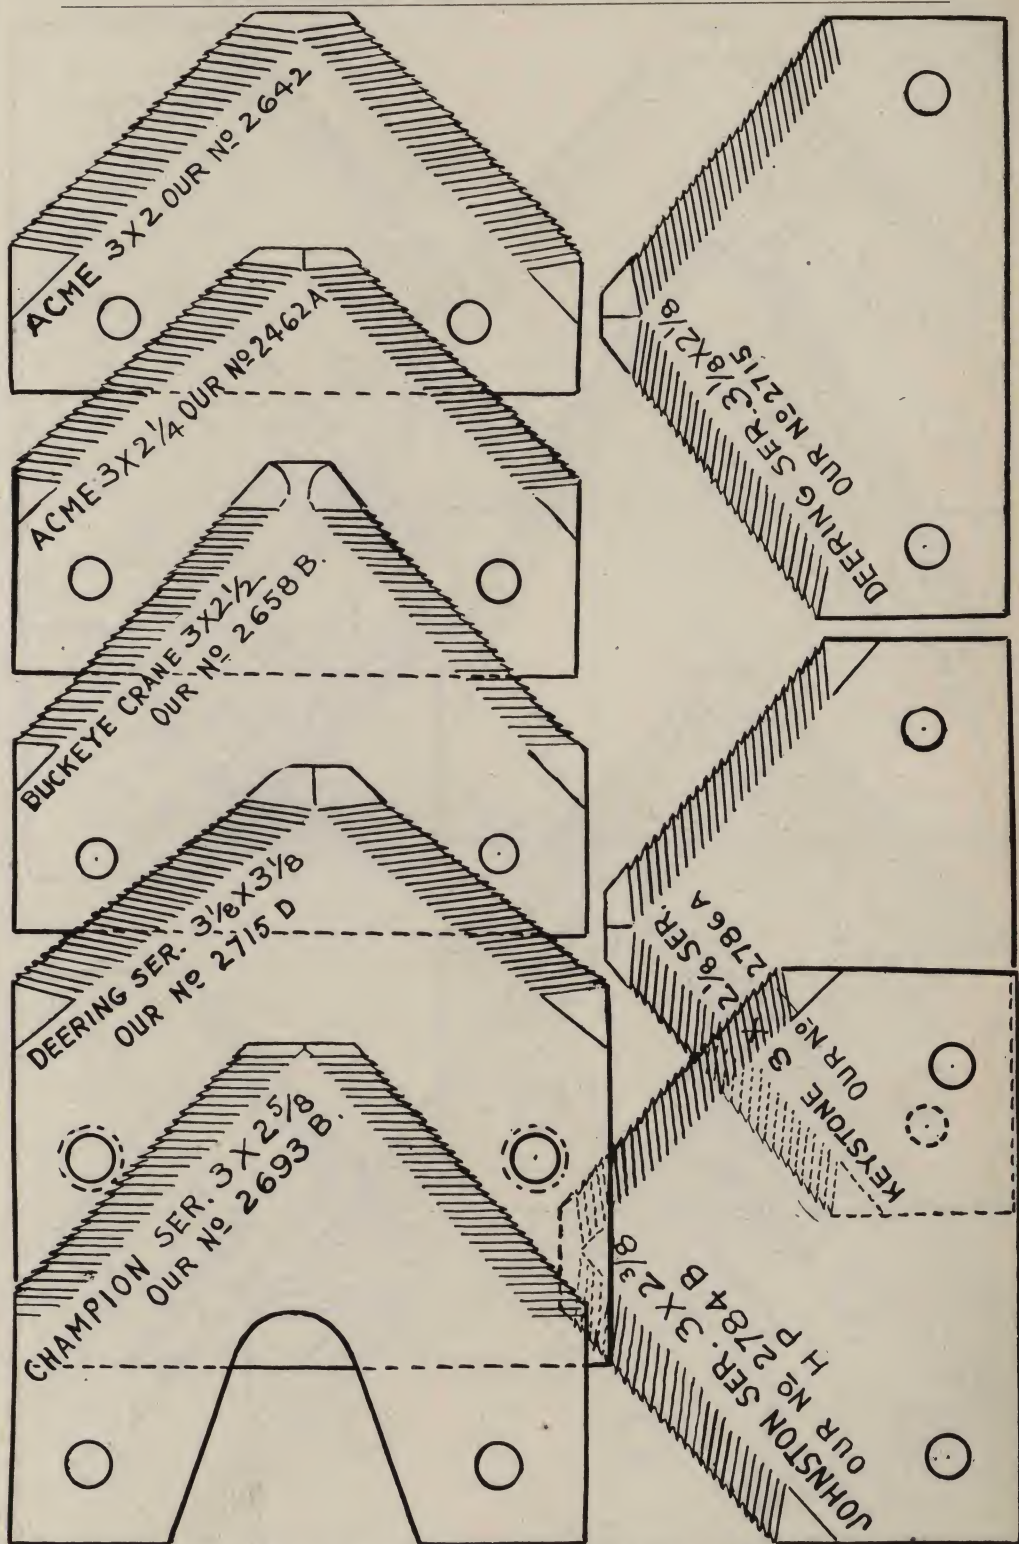 ACME 3X2 OUR Nº 2642
ACME 3X2¼ OUR Nº 2462A
BUCKEYE CRANE 3X2½
OUR Nº 2658 B.
DEERING SER. 3⅛X3⅛
OUR Nº 2715 D
CHAMPION SER. 3X2⅝
OUR Nº 2693 B.
DEERING SER. 3⅛X2⅛
OUR Nº 2715
KEYSTONE 3 X 2⅛ SER.
OUR Nº 2786A
JOHNSTON SER. 3X2⅜
OUR Nº 2784 B
H P